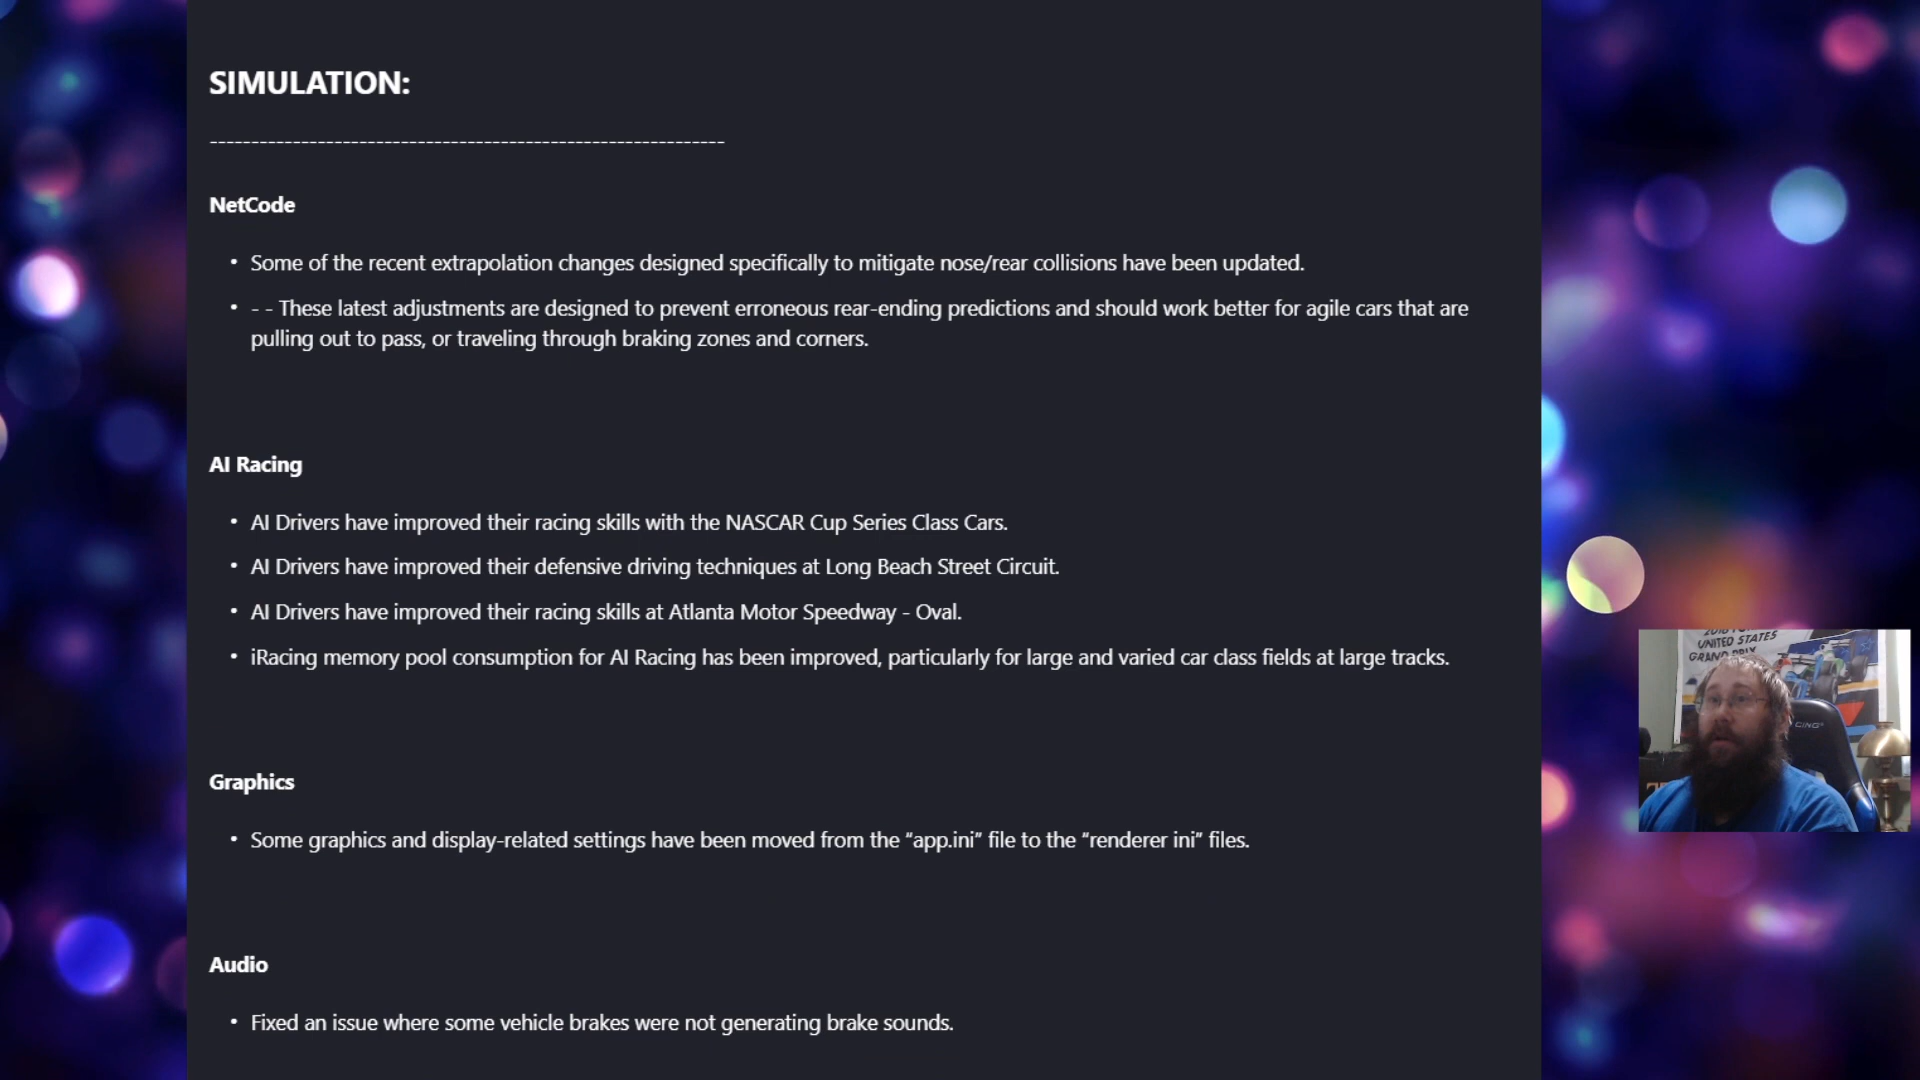 SIMULATION:
--------------------------------------------------------------
NetCode
• Some of the recent extrapolation changes designed specifically to mitigate nose/rear collisions have been updated.
• - - These latest adjustments are designed to prevent erroneous rear-ending predictions and should work better for agile cars that are
pulling out to pass, or traveling through braking zones and corners.
AI Racing
• AI Drivers have improved their racing skills with the NASCAR Cup Series Class Cars.
• AI Drivers have improved their defensive driving techniques at Long Beach Street Circuit.
• AI Drivers have improved their racing skills at Atlanta Motor Speedway - Oval.
• iRacing memory pool consumption for AI Racing has been improved, particularly for large and varied car class fields at large tracks.
Graphics
• Some graphics and display-related settings have been moved from the “app.ini” file to the “renderer ini” files.
Audio
• Fixed an issue where some vehicle brakes were not generating brake sounds.
UNITED STATES
GRAND PRIX